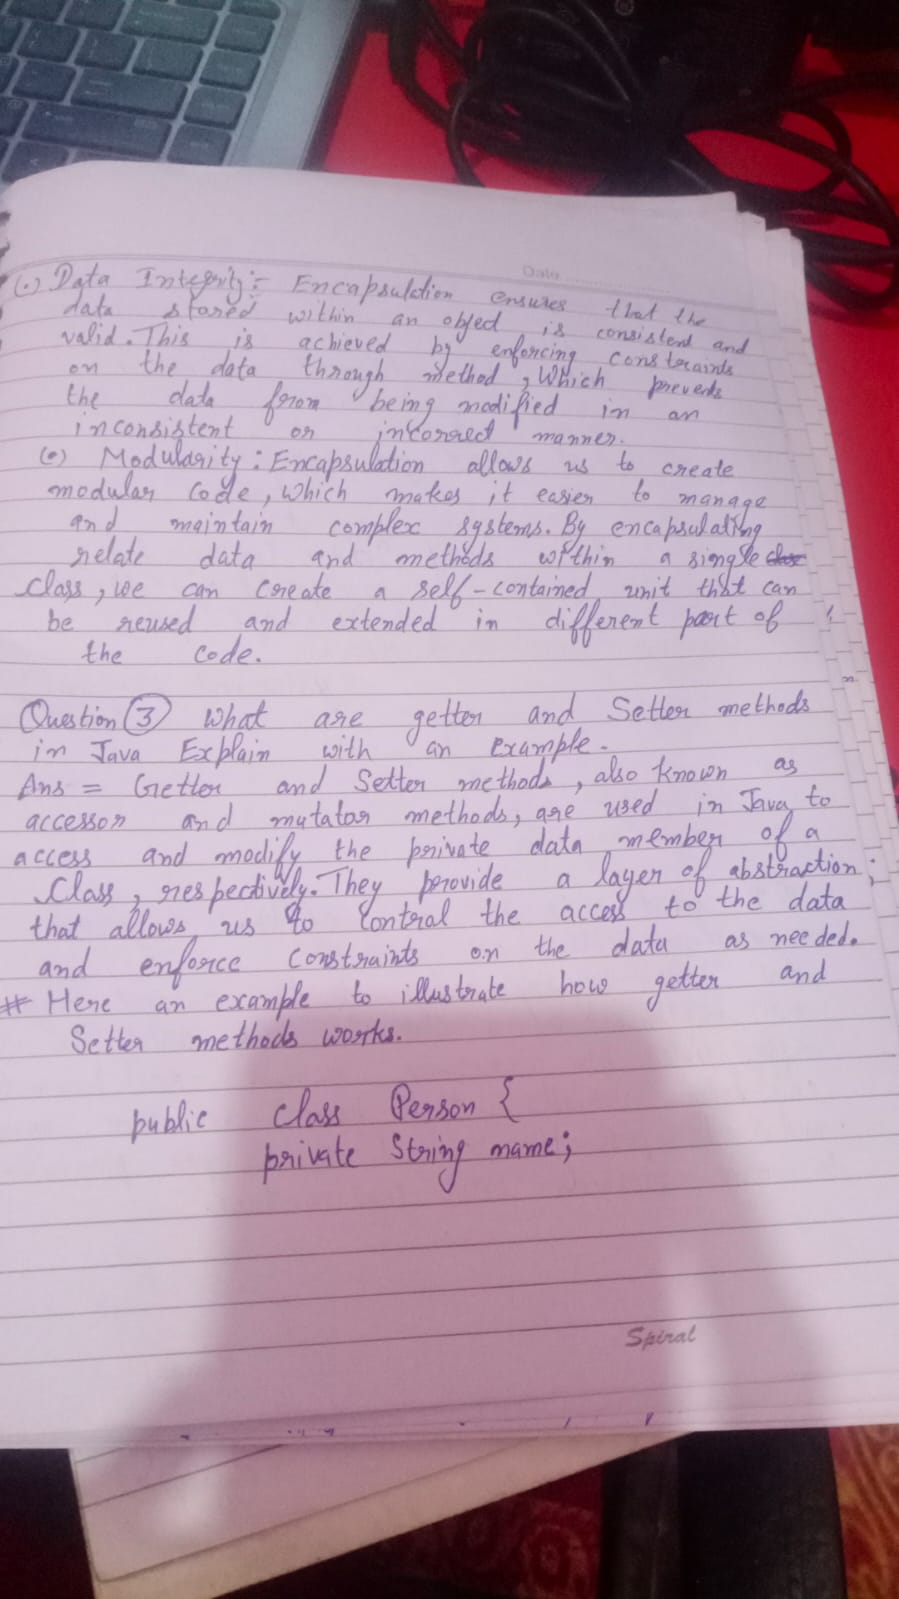 Date
(•) Data Integrity :- Encapsulation ensures that the
data stored within an object is consistent and
valid. This is achieved by enforcing constraints
on the data through method, Which prevents
the data from being modified in an
inconsistent or incorrect manner.
(•) Modularity : Encapsulation allows us to create
modular Code, Which makes it easier to manage
and maintain complex systems. By encapsulating
relate data and methods within a single
Class, we can create a self-contained unit that can
be reused and extended in different part of
the Code.
Question 3 What are getter and Setter methods
in Java Explain with an Example.
Ans = Getter and Setter methods, also known as
accessor and mutator methods, are used in Java to
access and modify the private data member of a
Class, respectively. They provide a layer of abstraction
that allows us to Control the access to the data
and enforce Constraints on the data as needed.
# Here an example to illustrate how getter and
Setter methods works.
public class Person {
private String name;
Spiral